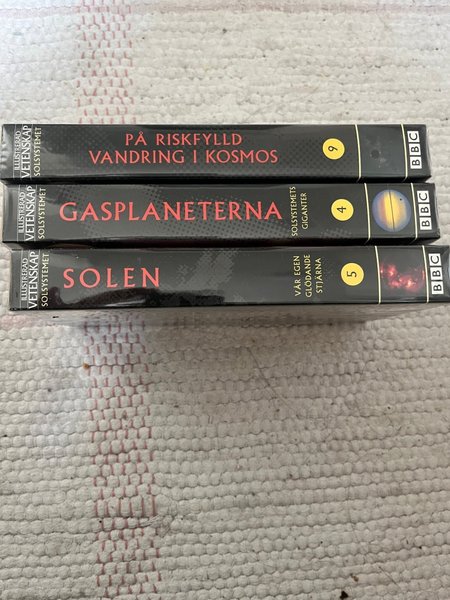 ILLUSTRERAD
VETENSKAP
SOLSYSTEMET
PÅ RISKFYLLD
VANDRING I KOSMOS
9
BBC
ILLUSTRERAD
VETENSKAP
SOLSYSTEMET
GASPLANETERNA
SOLSYSTEMETS
GIGANTER
4
BBC
ILLUSTRERAD
VETENSKAP
SOLSYSTEMET
SOLEN
VÅR EGEN
GLÖDANDE
STJÄRNA
5
BBC